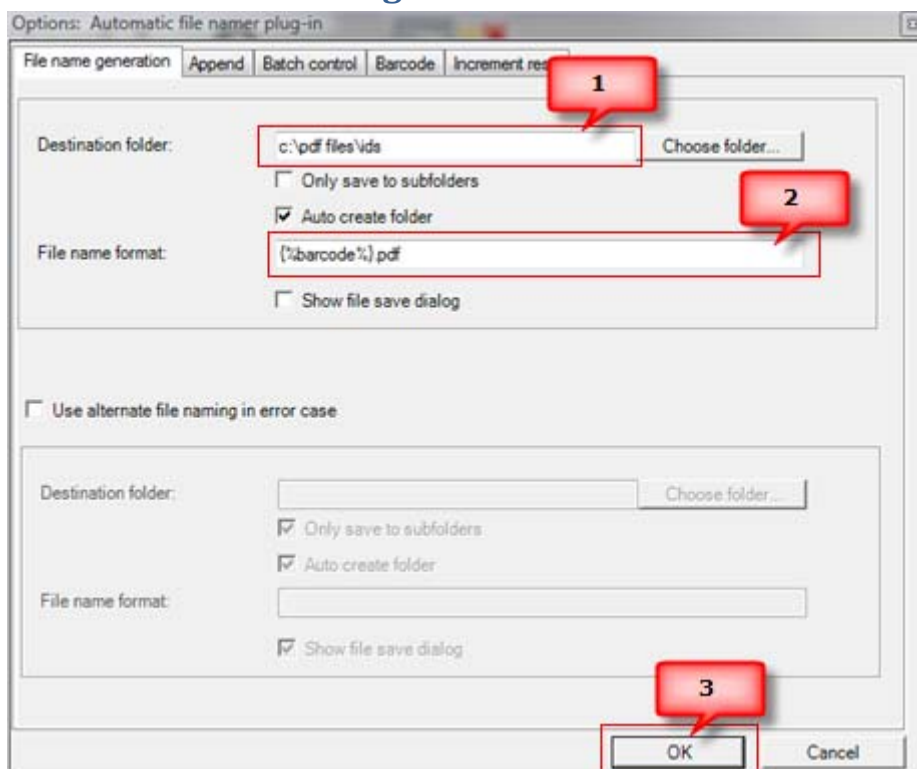 Options: Automatic file namer plug-in
File name generation Append Batch control Barcode Increment
1
Destination folder: c:\pdf files\ids Choose folder...
Only save to subfolders
2
Auto create folder
File name format: {%barcode%}.pdf
Show file save dialog
Use alternate file naming in error case
Destination folder: Choose folder...
Only save to subfolders
Auto create folder
File name format:
Show file save dialog
3
OK Cancel